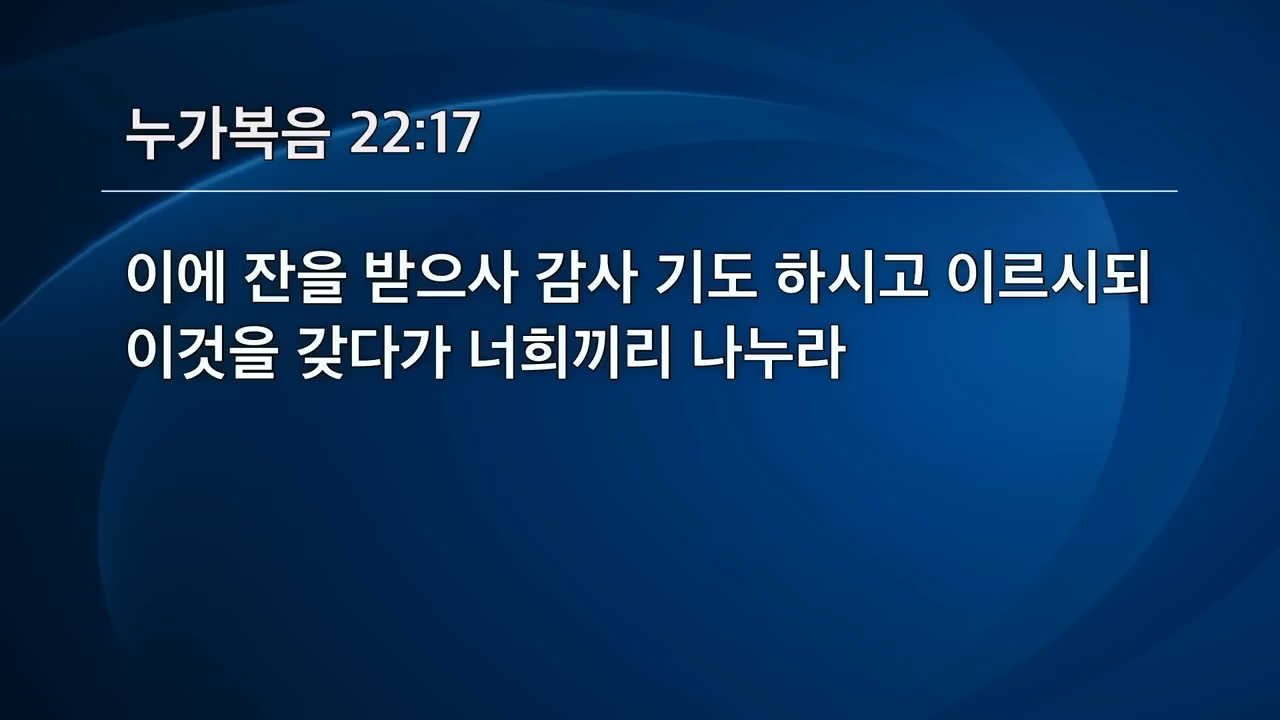 누가복음 22:17
이에 잔을 받으사 감사 기도 하시고 이르시되
이것을 갖다가 너희끼리 나누라